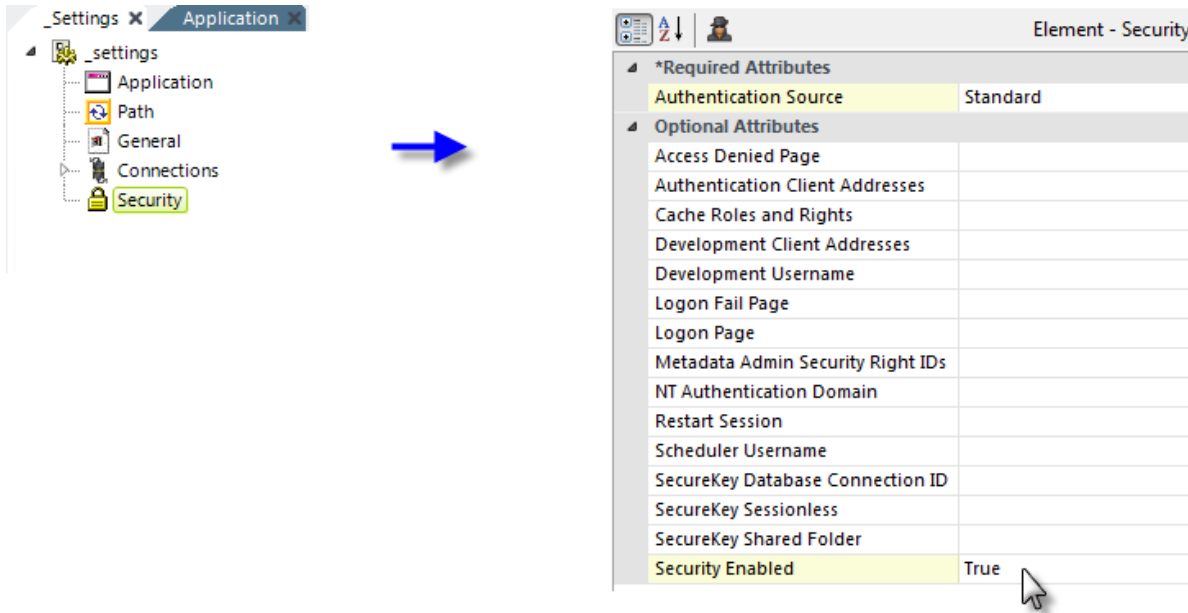 _Settings Application
_settings
Application
Path
General
Connections
Security
A
Z
Element - Security
*Required Attributes
Authentication Source Standard
Optional Attributes
Access Denied Page
Authentication Client Addresses
Cache Roles and Rights
Development Client Addresses
Development Username
Logon Fail Page
Logon Page
Metadata Admin Security Right IDs
NT Authentication Domain
Restart Session
Scheduler Username
SecureKey Database Connection ID
SecureKey Sessionless
SecureKey Shared Folder
Security Enabled True